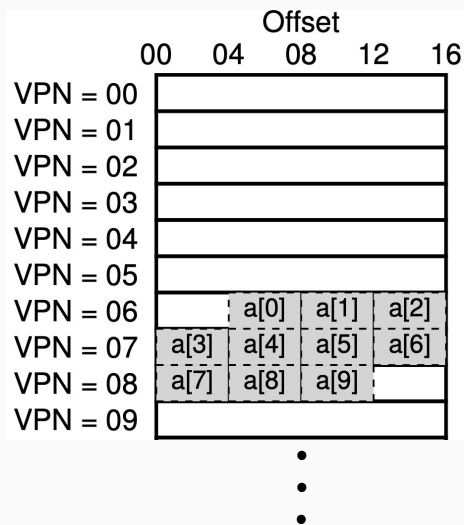 Offset
00 04 08 12 16
VPN = 00
VPN = 01
VPN = 02
VPN = 03
VPN = 04
VPN = 05
VPN = 06 a[0] a[1] a[2]
VPN = 07 a[3] a[4] a[5] a[6]
VPN = 08 a[7] a[8] a[9]
VPN = 09